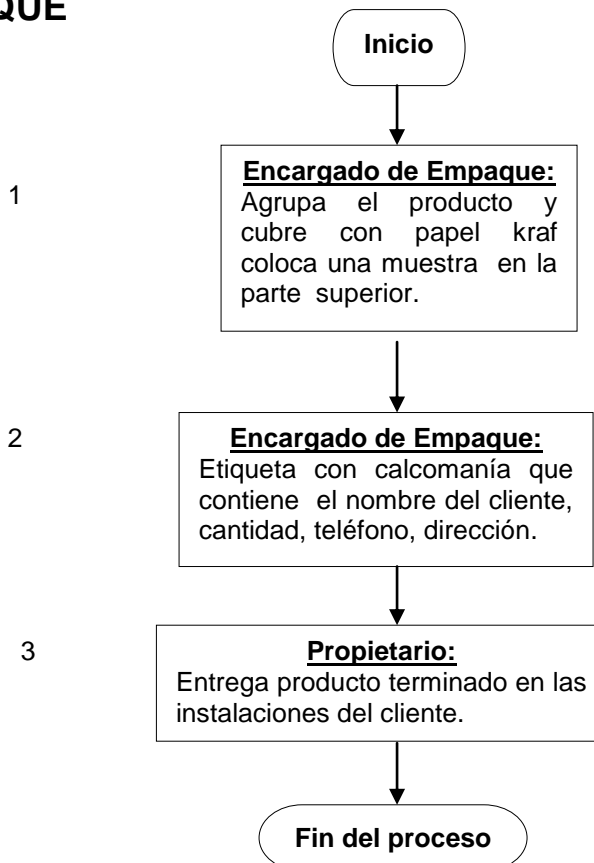 QUE
Inicio
1
Encargado de Empaque:
Agrupa el producto y
cubre con papel kraf
coloca una muestra en la
parte superior.
2
Encargado de Empaque:
Etiqueta con calcomanía que
contiene el nombre del cliente,
cantidad, teléfono, dirección.
3
Propietario:
Entrega producto terminado en las
instalaciones del cliente.
Fin del proceso